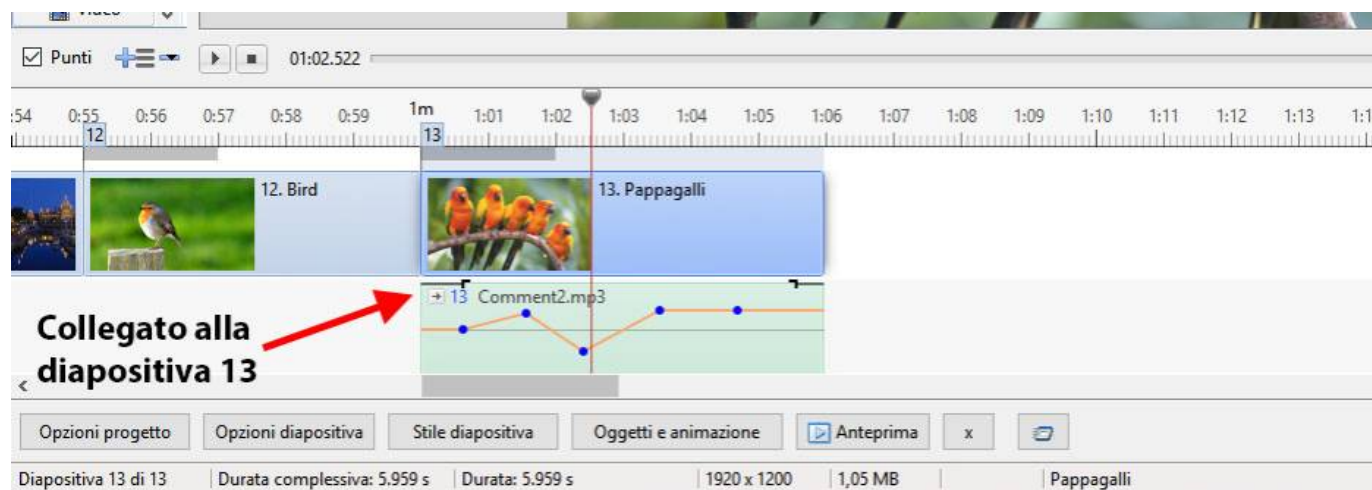 Video
Punti 01:02.522
:54 0:55 0:56 0:57 0:58 0:59 1m 1:01 1:02 1:03 1:04 1:05 1:06 1:07 1:08 1:09 1:10 1:11 1:12 1:13 1:1
12 13
12. Bird 13. Pappagalli
13 Comment2.mp3
Collegato alla
diapositiva 13
Opzioni progetto Opzioni diapositiva Stile diapositiva Oggetti e animazione Anteprima x
Diapositiva 13 di 13 Durata complessiva: 5.959 s Durata: 5.959 s 1920 x 1200 1,05 MB Pappagalli